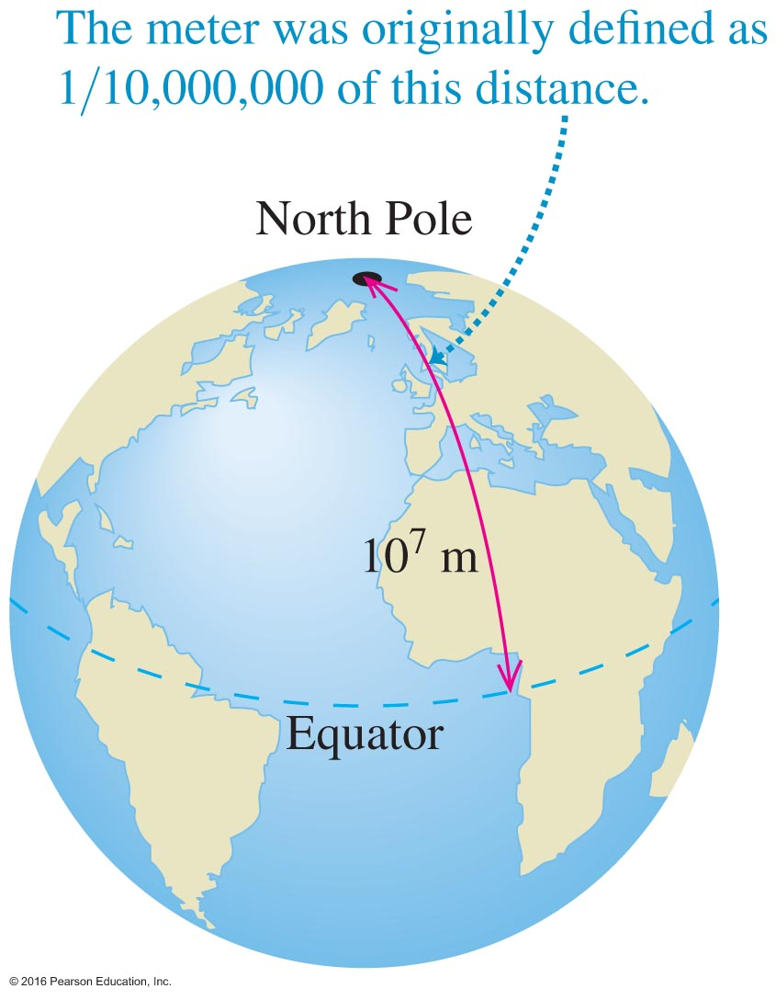 The meter was originally defined as
1/10,000,000 of this distance.
North Pole
10⁷ m
Equator
© 2016 Pearson Education, Inc.